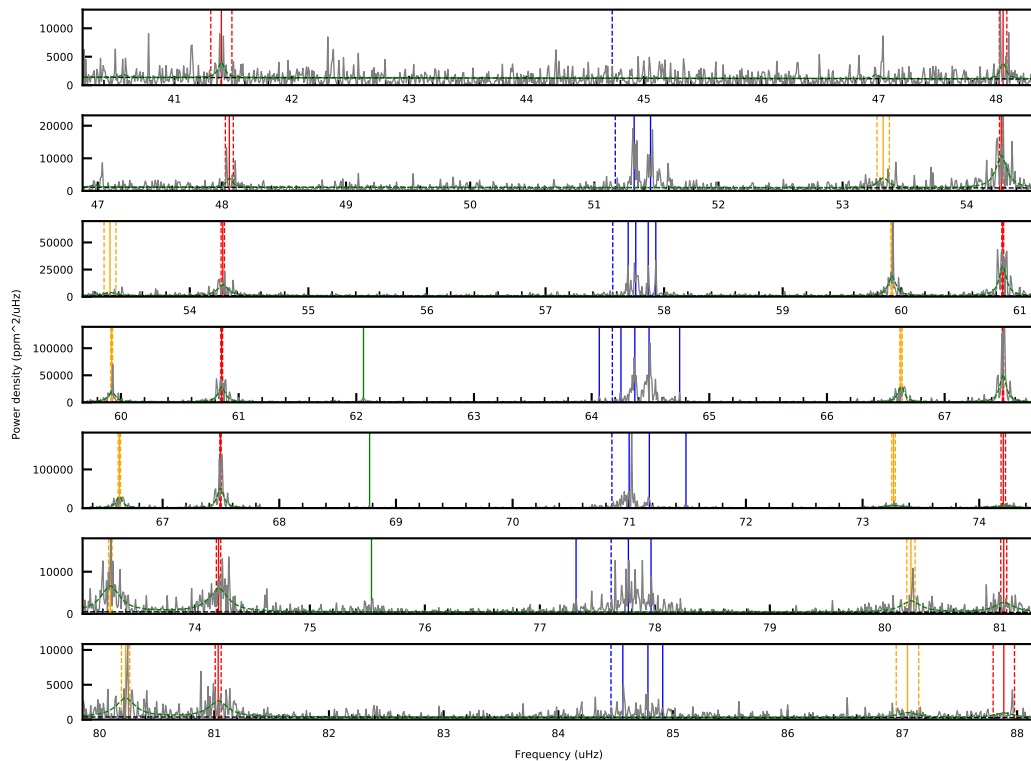 10000
5000
0
41 42 43 44 45 46 47 48
20000
10000
0
47 48 49 50 51 52 53 54
50000
25000
0
54 55 56 57 58 59 60 61
100000
50000
0
60 61 62 63 64 65 66 67
100000
0
67 68 69 70 71 72 73 74
10000
0
74 75 76 77 78 79 80 81
10000
5000
0
80 81 82 83 84 85 86 87 88
Power density (ppm^2/uHz)
Frequency (uHz)